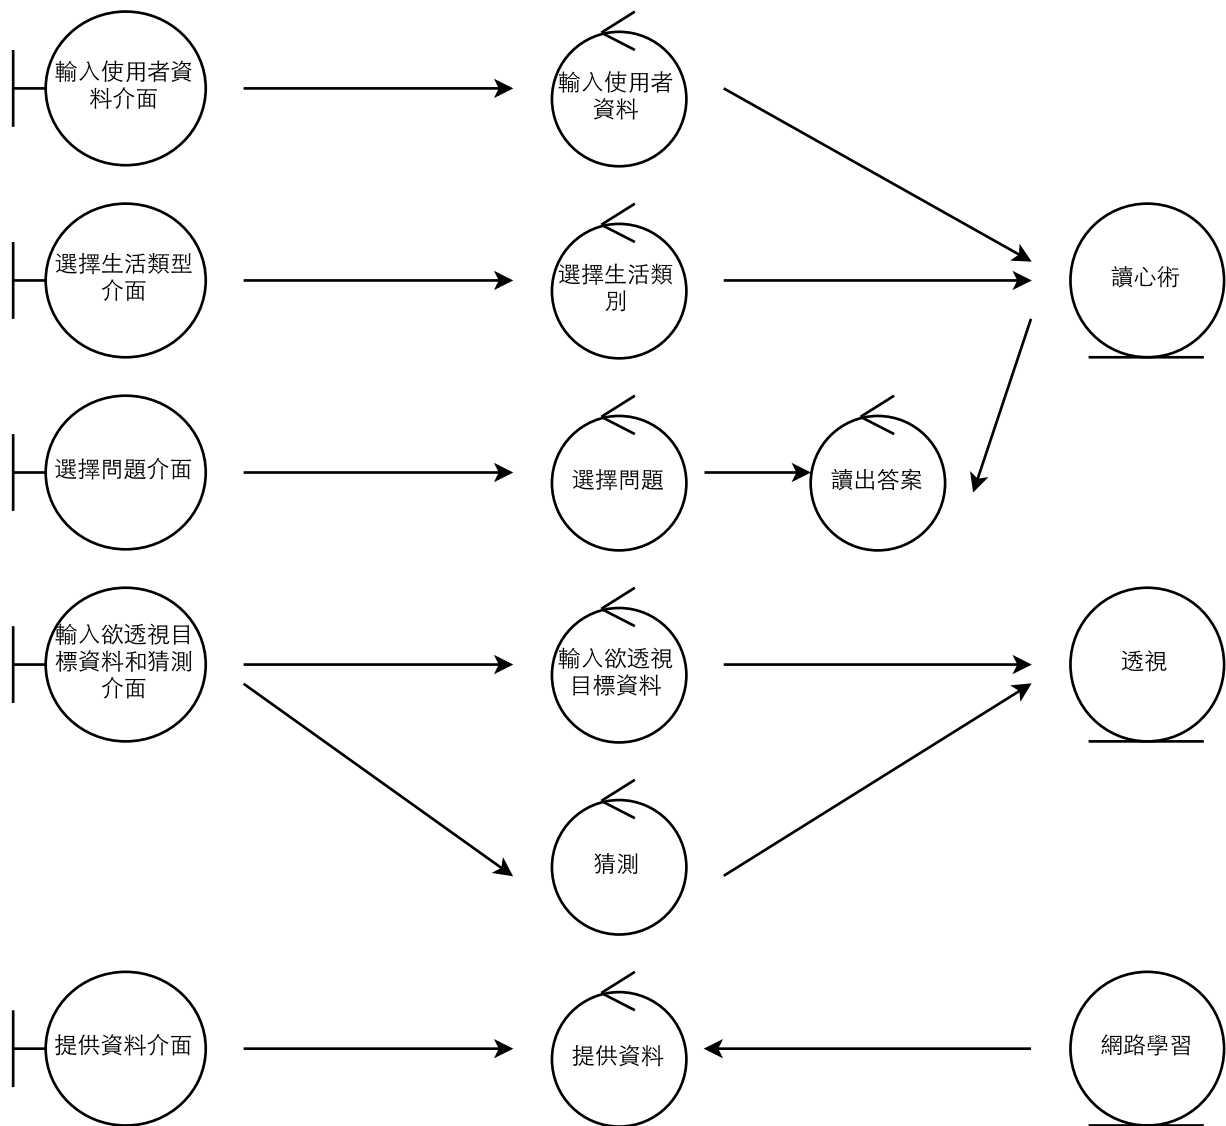 輸入使用者資
料介面
輸入使用者
資料
選擇生活類型
介面
選擇生活類
別
讀心術
選擇問題介面
選擇問題
讀出答案
輸入欲透視目
標資料和猜測
介面
輸入欲透視
目標資料
透視
猜測
提供資料介面
提供資料
網路學習